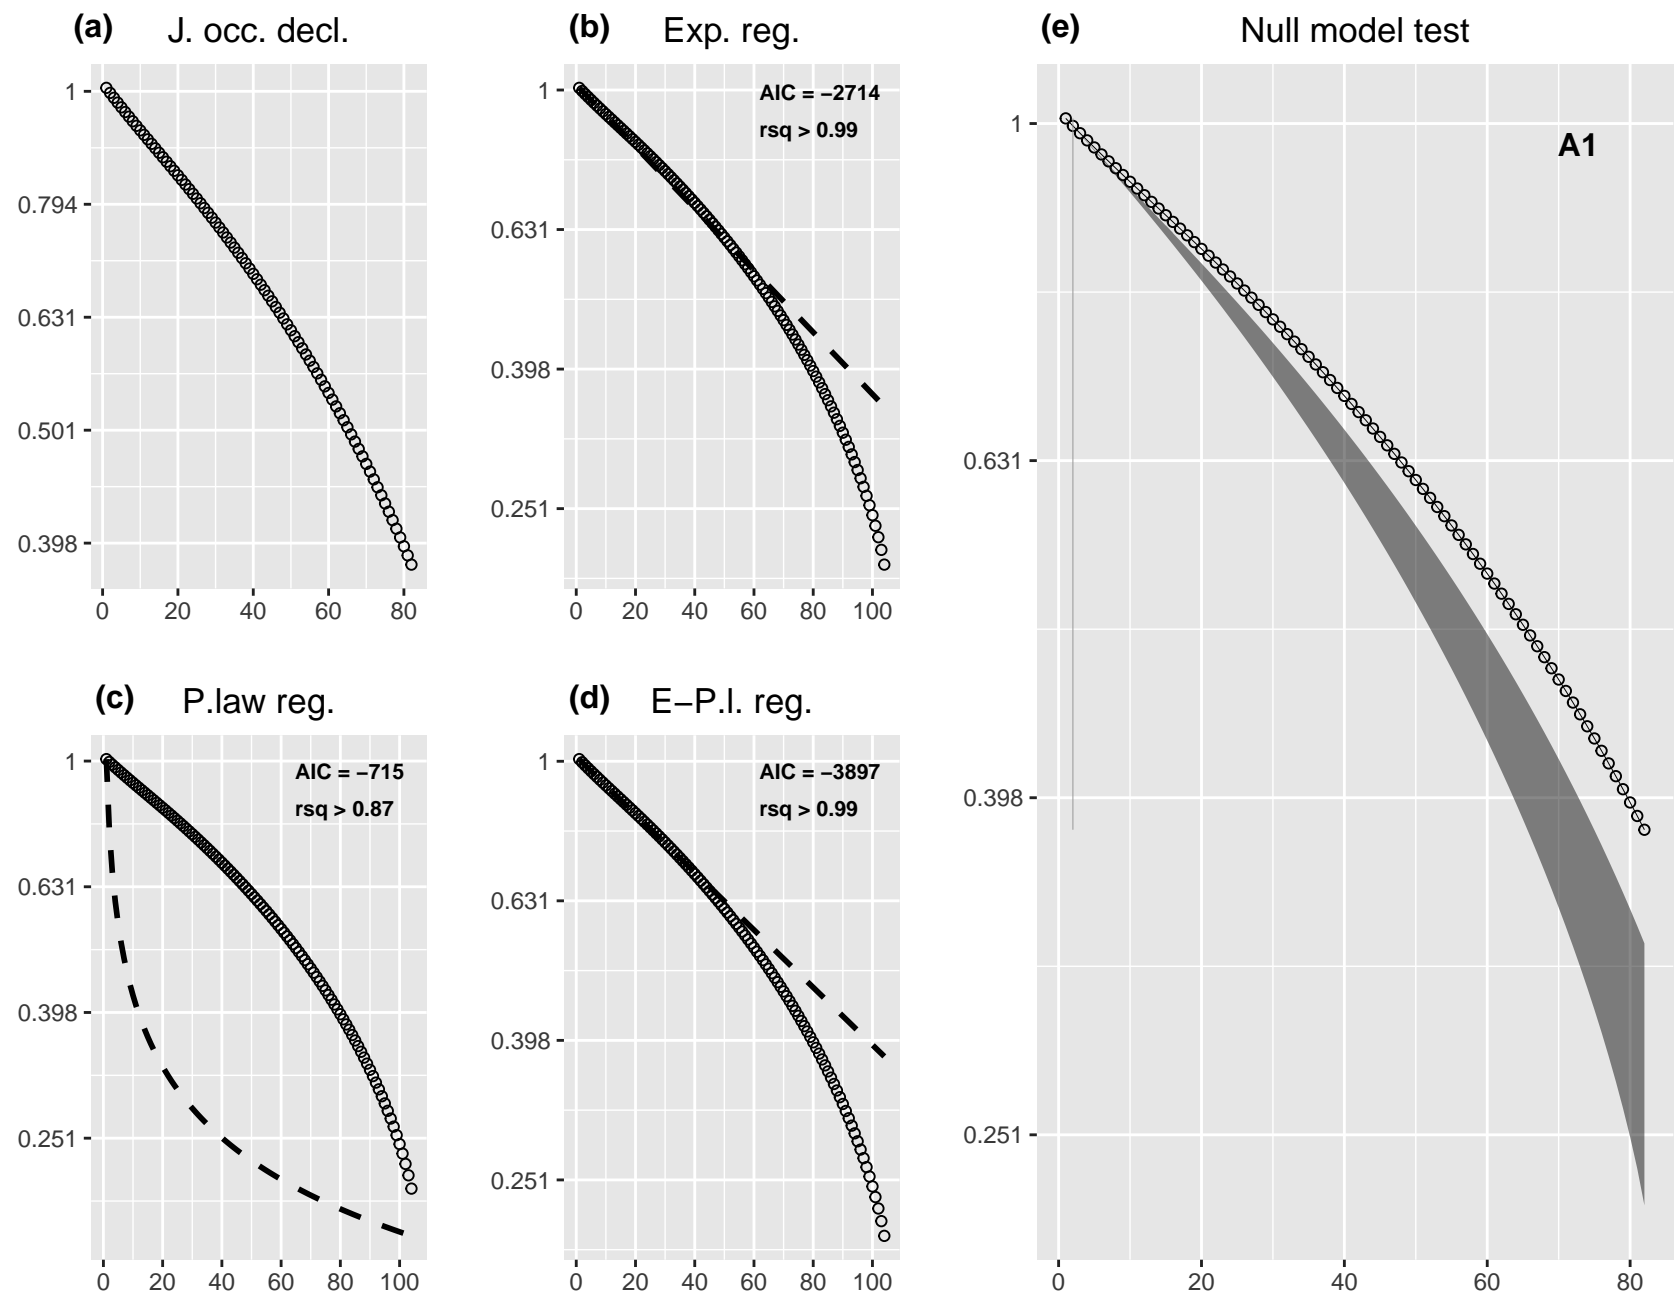 (a) J. occ. decl.
1
0.794
0.631
0.501
0.398
0 20 40 60 80
(b) Exp. reg.
AIC = −2714
rsq > 0.99
1
0.631
0.398
0.251
0 20 40 60 80 100
(c) P.law reg.
AIC = −715
rsq > 0.87
1
0.631
0.398
0.251
0 20 40 60 80 100
(d) E−P.l. reg.
AIC = −3897
rsq > 0.99
1
0.631
0.398
0.251
0 20 40 60 80 100
(e) Null model test
A1
1
0.631
0.398
0.251
0 20 40 60 80